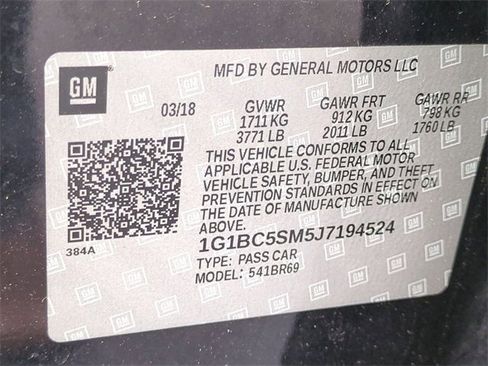 GM
MFD BY GENERAL MOTORS LLC
03/18 GVWR GAWR FRT GAWR RR
1711 KG 912 KG 798 KG
3771 LB 2011 LB 1760 LB
THIS VEHICLE CONFORMS TO ALL
APPLICABLE U.S. FEDERAL MOTOR
VEHICLE SAFETY, BUMPER, AND THEFT
PREVENTION STANDARDS IN EFFECT ON
THE DATE OF MANUFACTURE SHOWN
ABOVE.
384A
1G1BC5SM5J7194524
TYPE: PASS CAR
MODEL: 541BR69